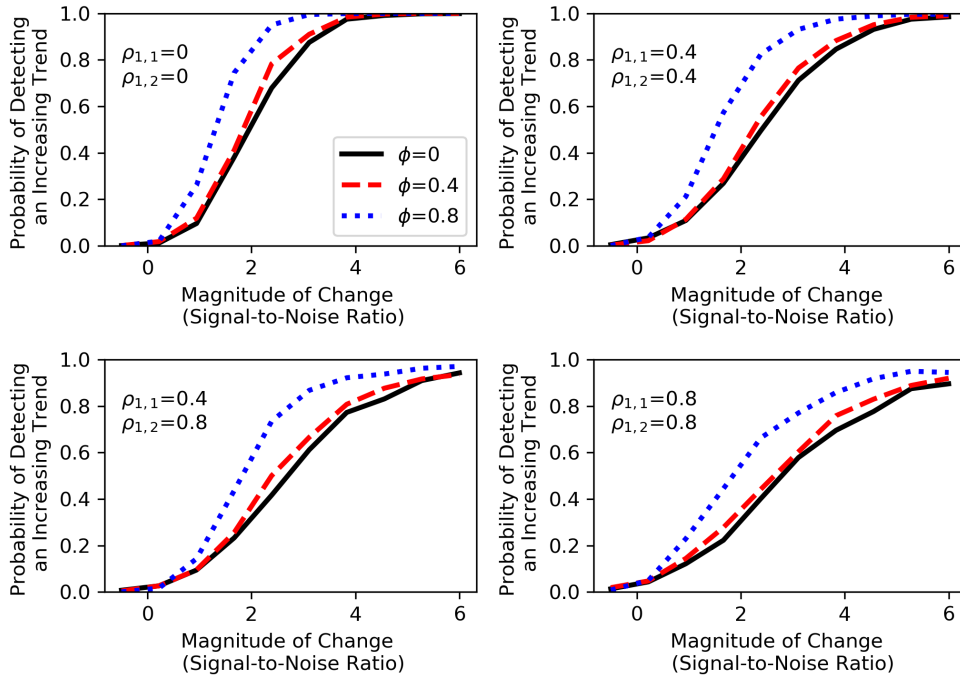 Probability of Detecting
an Increasing Trend
1.0
0.8
0.6
0.4
0.2
0.0
ρ1,1=0
ρ1,2=0
ϕ=0
ϕ=0.4
ϕ=0.8
0 2 4 6
Magnitude of Change
(Signal-to-Noise Ratio)
Probability of Detecting
an Increasing Trend
1.0
0.8
0.6
0.4
0.2
0.0
ρ1,1=0.4
ρ1,2=0.4
0 2 4 6
Magnitude of Change
(Signal-to-Noise Ratio)
Probability of Detecting
an Increasing Trend
1.0
0.8
0.6
0.4
0.2
0.0
ρ1,1=0.4
ρ1,2=0.8
0 2 4 6
Magnitude of Change
(Signal-to-Noise Ratio)
Probability of Detecting
an Increasing Trend
1.0
0.8
0.6
0.4
0.2
0.0
ρ1,1=0.8
ρ1,2=0.8
0 2 4 6
Magnitude of Change
(Signal-to-Noise Ratio)